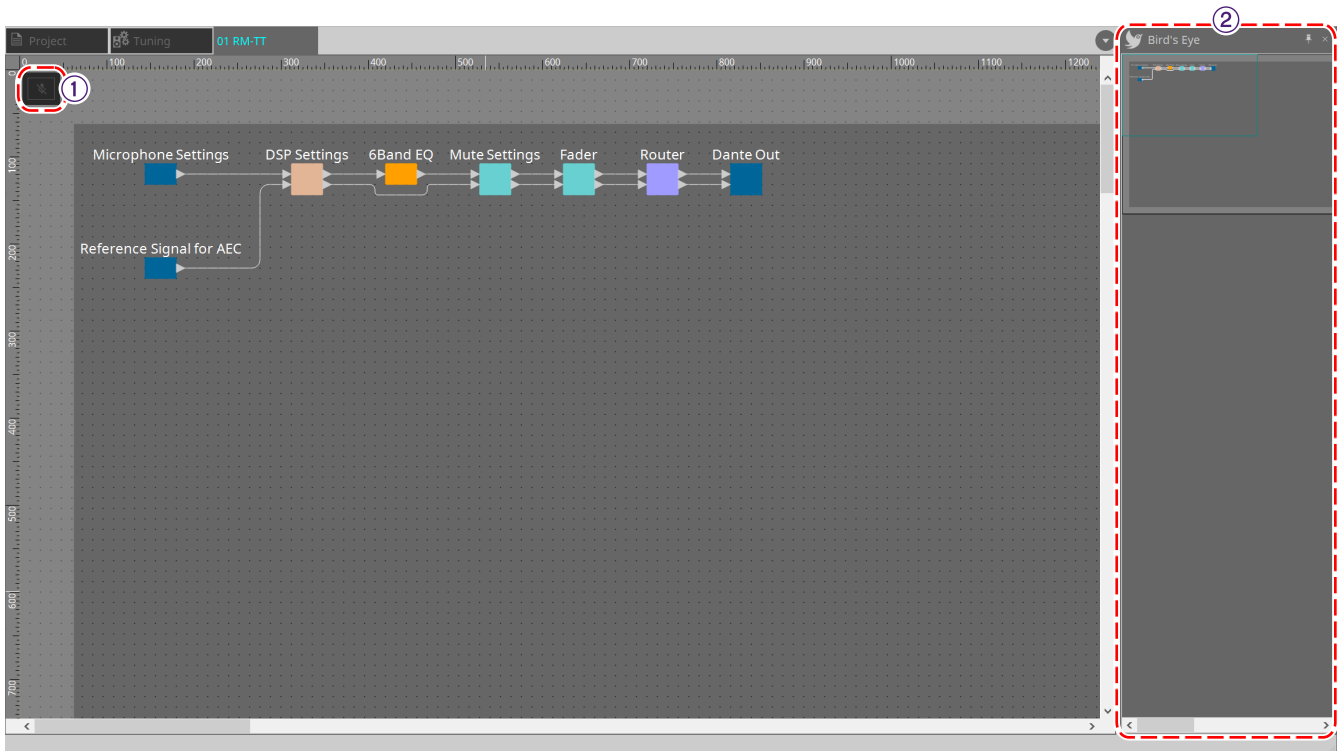 ②
Project
Tuning
01 RM-TT
Bird's Eye
0 100 200 300 400 500 600 700 800 900 1000 1100 1200
①
0
Microphone Settings
DSP Settings
6Band EQ
Mute Settings
Fader
Router
Dante Out
100
Reference Signal for AEC
200
300
400
500
600
700